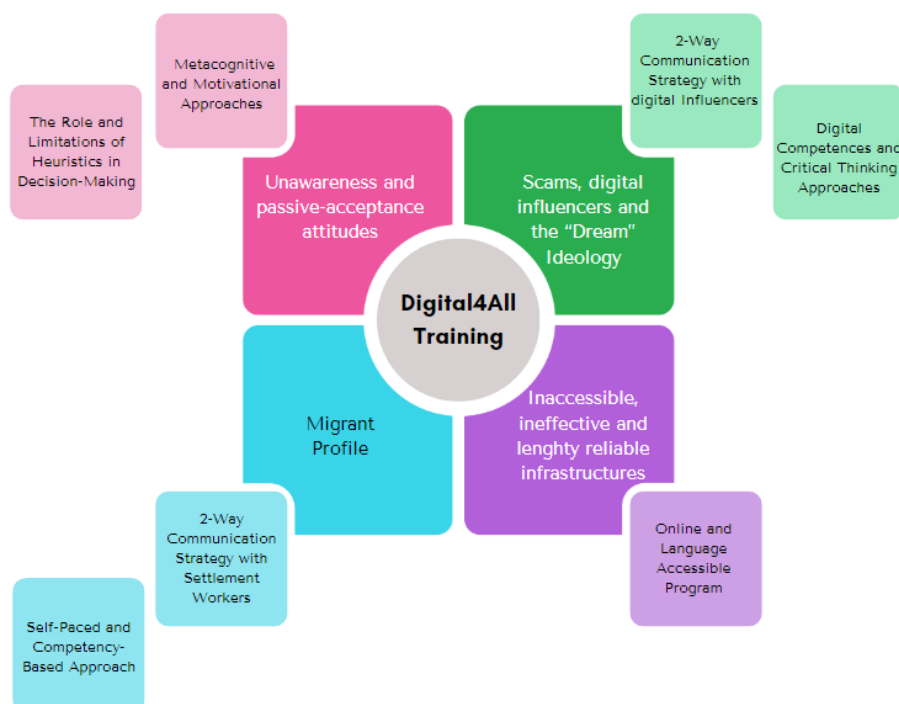 Metacognitive
and Motivational
Approaches
The Role and
Limitations of
Heuristics in
Decision-Making
Unawareness and
passive-acceptance
attitudes
2-Way
Communication
Strategy with
digital Influencers
Digital
Competences and
Critical Thinking
Approaches
Scams, digital
influencers and
the “Dream”
Ideology
Digital4All
Training
Migrant
Profile
2-Way
Communication
Strategy with
Settlement
Workers
Self-Paced and
Competency-
Based Approach
Inaccessible,
ineffective and
lenghty reliable
infrastructures
Online and
Language
Accessible
Program